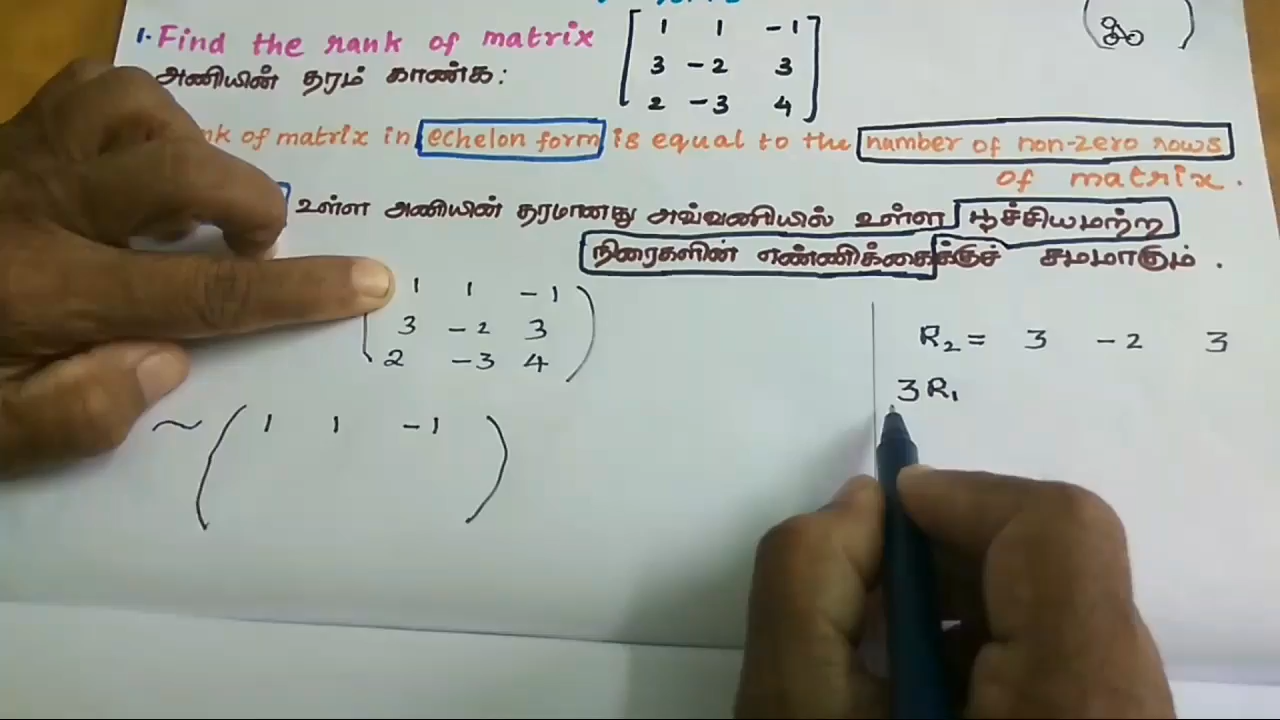 1. Find the rank of matrix
அணியின் தரம் காண்க:
1 1 -1
3 -2 3
2 -3 4
of matrix in echelon form is equal to the number of non-zero rows
of matrix.
உள்ள அணியின் தரமானது அவ்வணியில் உள்ள பூச்சியமற்ற
நிரைகளின் எண்ணிக்கைக்குச் சமமாகும்.
1 1 -1
3 -2 3
2 -3 4
~ ( 1 1 -1 )
R₂ = 3 -2 3
3R₁